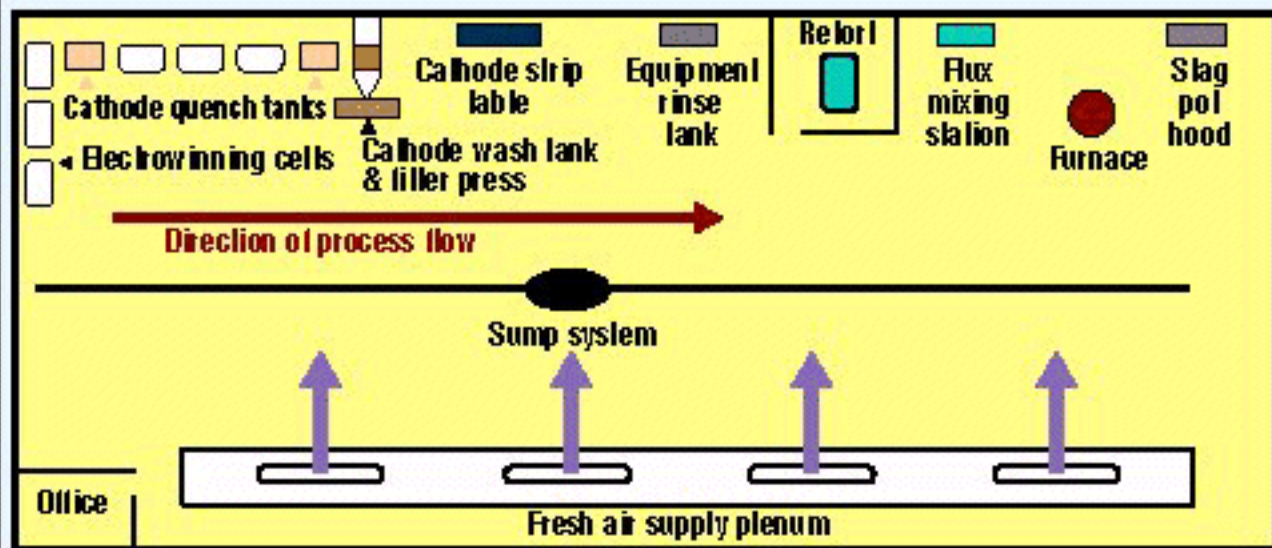 Retort
Cathode strip
table
Equipment
rinse
tank
Flux
mixing
station
Slag
pot
hood
Cathode quench tanks
Furnace
Electrowinning cells
Cathode wash tank
& filter press
Direction of process flow
Sump system
Office
Fresh air supply plenum